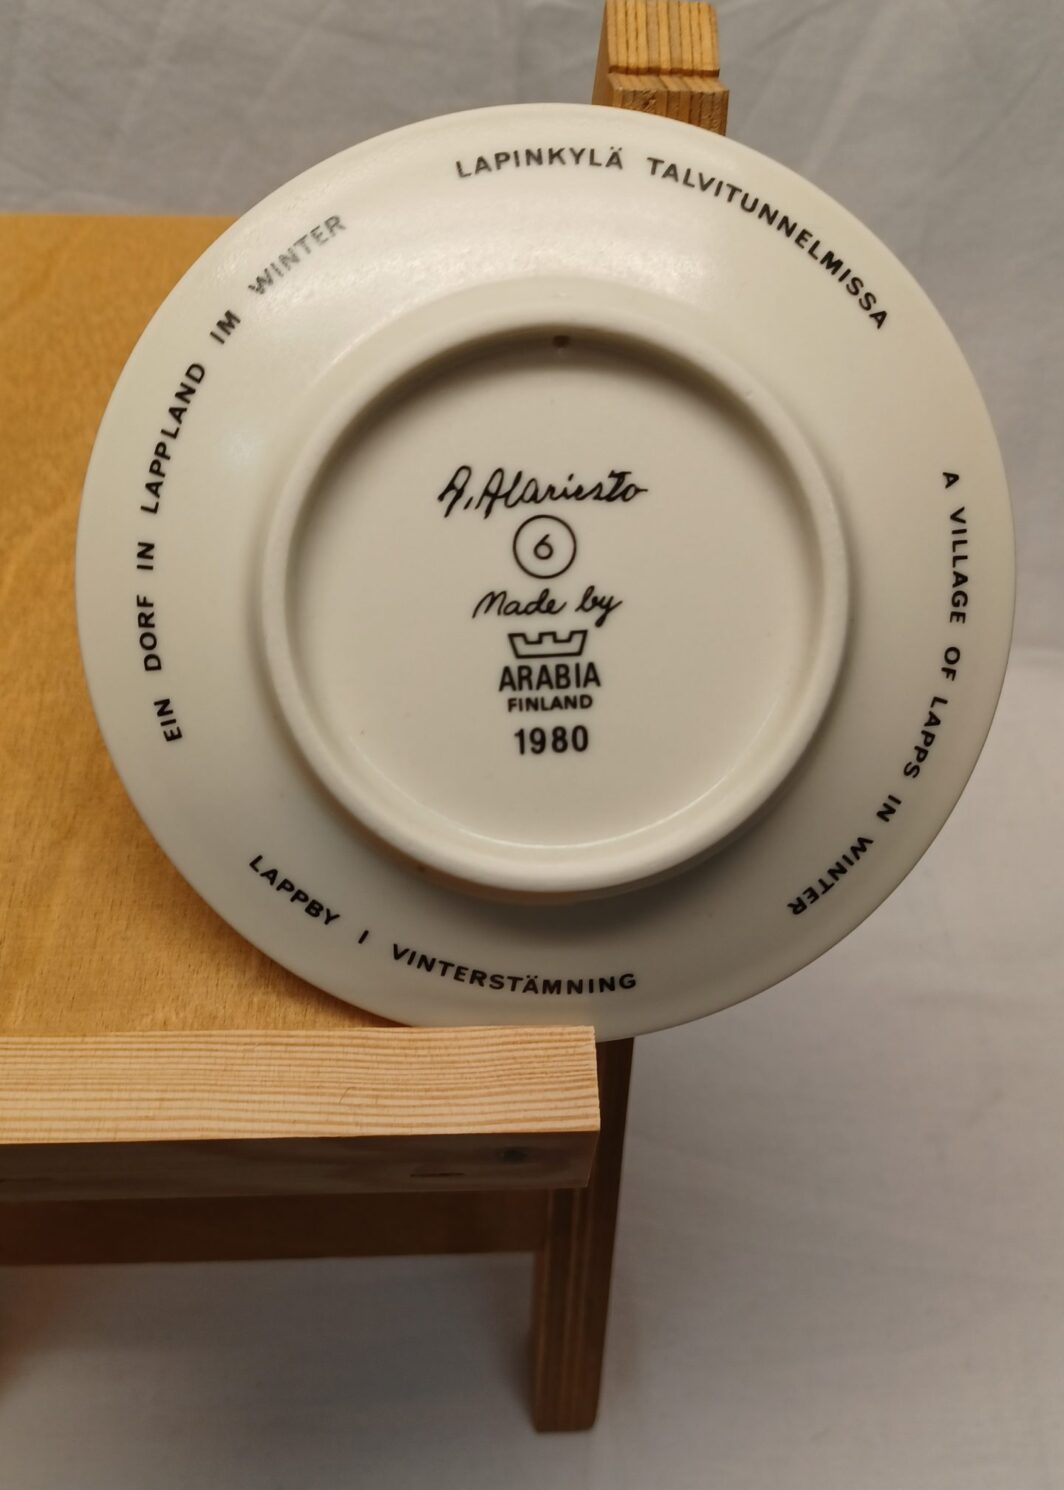 LAPINKYLÄ TALVITUNNELMISSA
A VILLAGE OF LAPPS IN WINTER
LAPPBY I VINTERSTÄMNING
EIN DORF IN LAPPLAND IM WINTER
A. Alariesto
6
Made by
ARABIA
FINLAND
1980